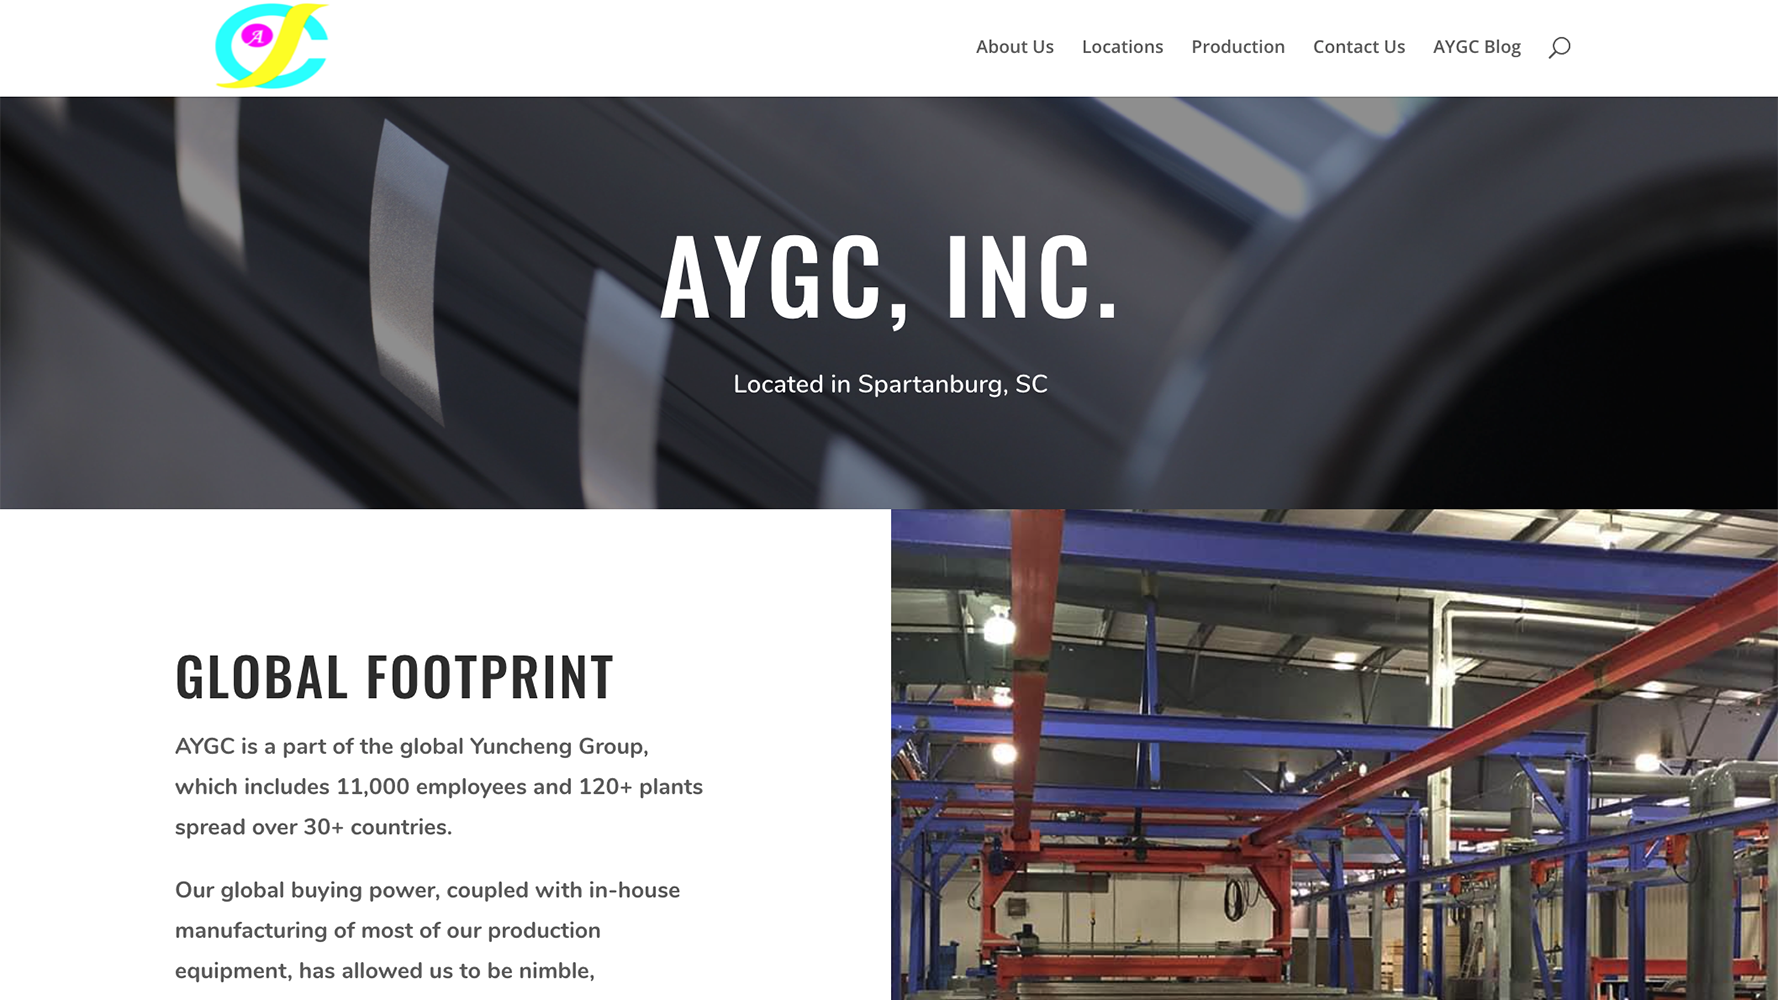 A
About Us
Locations
Production
Contact Us
AYGC Blog
AYGC, INC.
Located in Spartanburg, SC
GLOBAL FOOTPRINT
AYGC is a part of the global Yuncheng Group,
which includes 11,000 employees and 120+ plants
spread over 30+ countries.
Our global buying power, coupled with in-house
manufacturing of most of our production
equipment, has allowed us to be nimble,